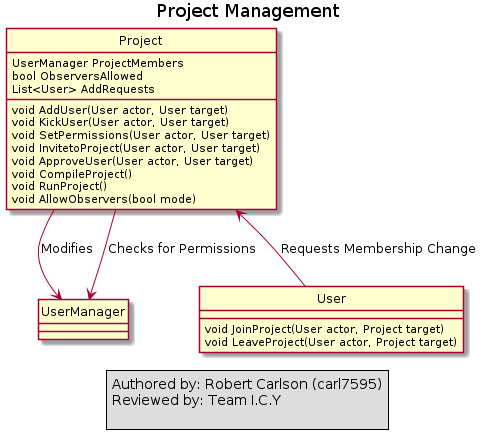 Project Management
Project
UserManager ProjectMembers
bool ObserversAllowed
List<User> AddRequests
void AddUser(User actor, User target)
void KickUser(User actor, User target)
void SetPermissions(User actor, User target)
void InvitetoProject(User actor, User target)
void ApproveUser(User actor, User target)
void CompileProject()
void RunProject()
void AllowObservers(bool mode)
Modifies
Checks for Permissions
Requests Membership Change
UserManager
User
void JoinProject(User actor, Project target)
void LeaveProject(User actor, Project target)
Authored by: Robert Carlson (carl7595)
Reviewed by: Team I.C.Y